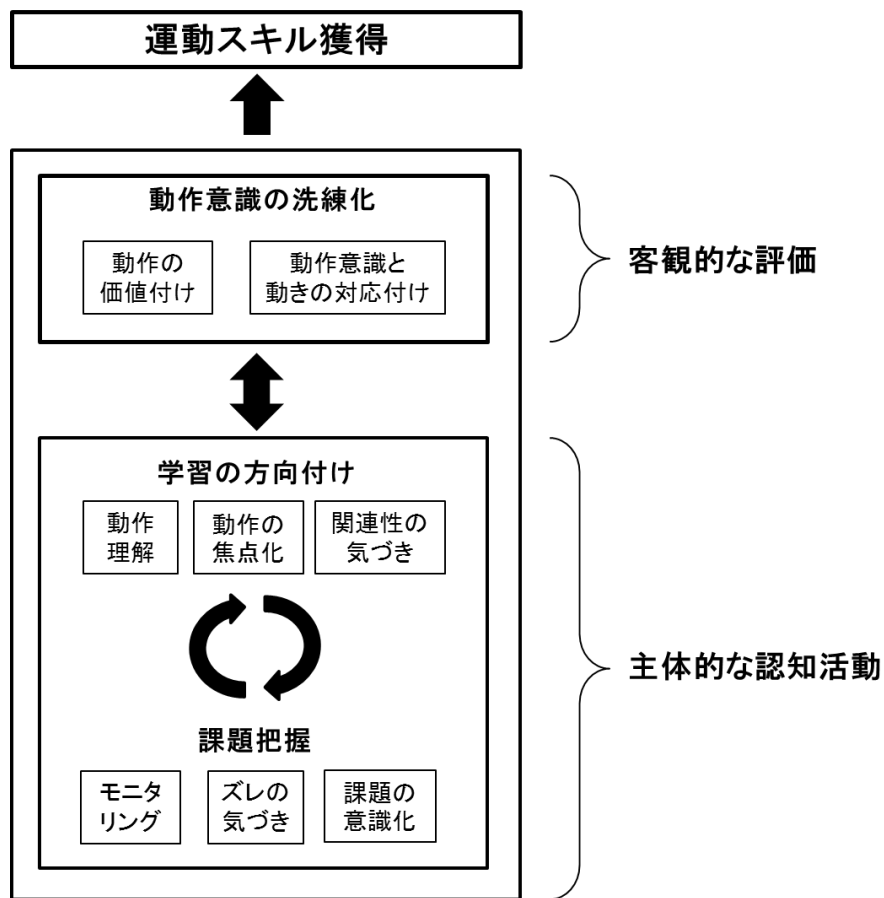 運動スキル獲得
動作意識の洗練化
動作の
価値付け
動作意識と
動きの対応付け
客観的な評価
学習の方向付け
動作
理解
動作の
焦点化
関連性の
気づき
主体的な認知活動
課題把握
モニタ
リング
ズレの
気づき
課題の
意識化